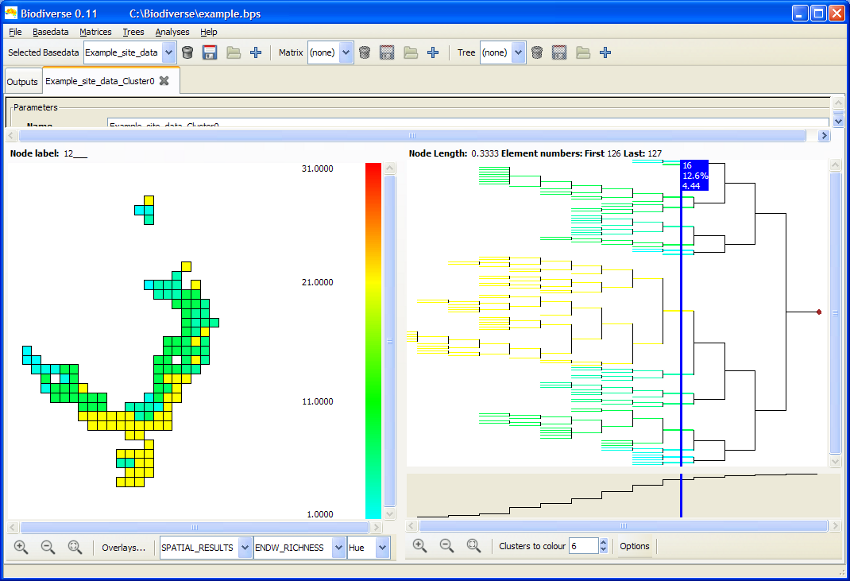 Biodiverse 0.11 C:\Biodiverse\example.bps
File Basedata Matrices Trees Analyses Help
Selected Basedata Example_site_data Matrix (none) Tree (none)
Outputs Example_site_data_Cluster0
Parameters
Name Example_site_data_Cluster0
Node label: 12___
Node Length: 0.3333 Element numbers: First 126 Last: 127
31.0000
21.0000
11.0000
1.0000
16
12.6%
4.44
Overlays... SPATIAL_RESULTS ENDW_RICHNESS Hue
Clusters to colour 6 Options